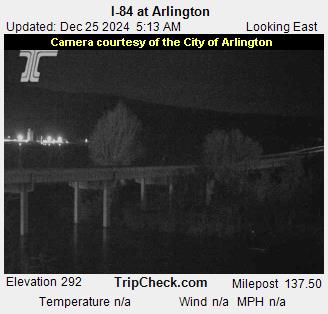 I-84 at Arlington
Updated: Dec 25 2024 5:13 AM Looking East
Camera courtesy of the City of Arlington
Elevation 292 TripCheck.com Milepost 137.50
Temperature n/a Wind n/a MPH n/a